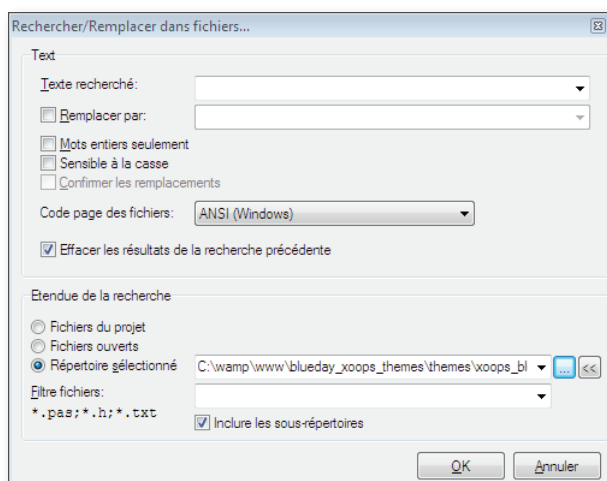 Rechercher/Remplacer dans fichiers...
Text
Texte recherché:
Remplacer par:
Mots entiers seulement
Sensible à la casse
Confirmer les remplacements
Code page des fichiers: ANSI (Windows)
Effacer les résultats de la recherche précédente
Etendue de la recherche
Fichiers du projet
Fichiers ouverts
Répertoire sélectionné C:\wamp\www\blueday_xoops_themes\themes\xoops_bl ... <<
Filtre fichiers:
*.pas;*.h;*.txt
Inclure les sous-répertoires
OK Annuler